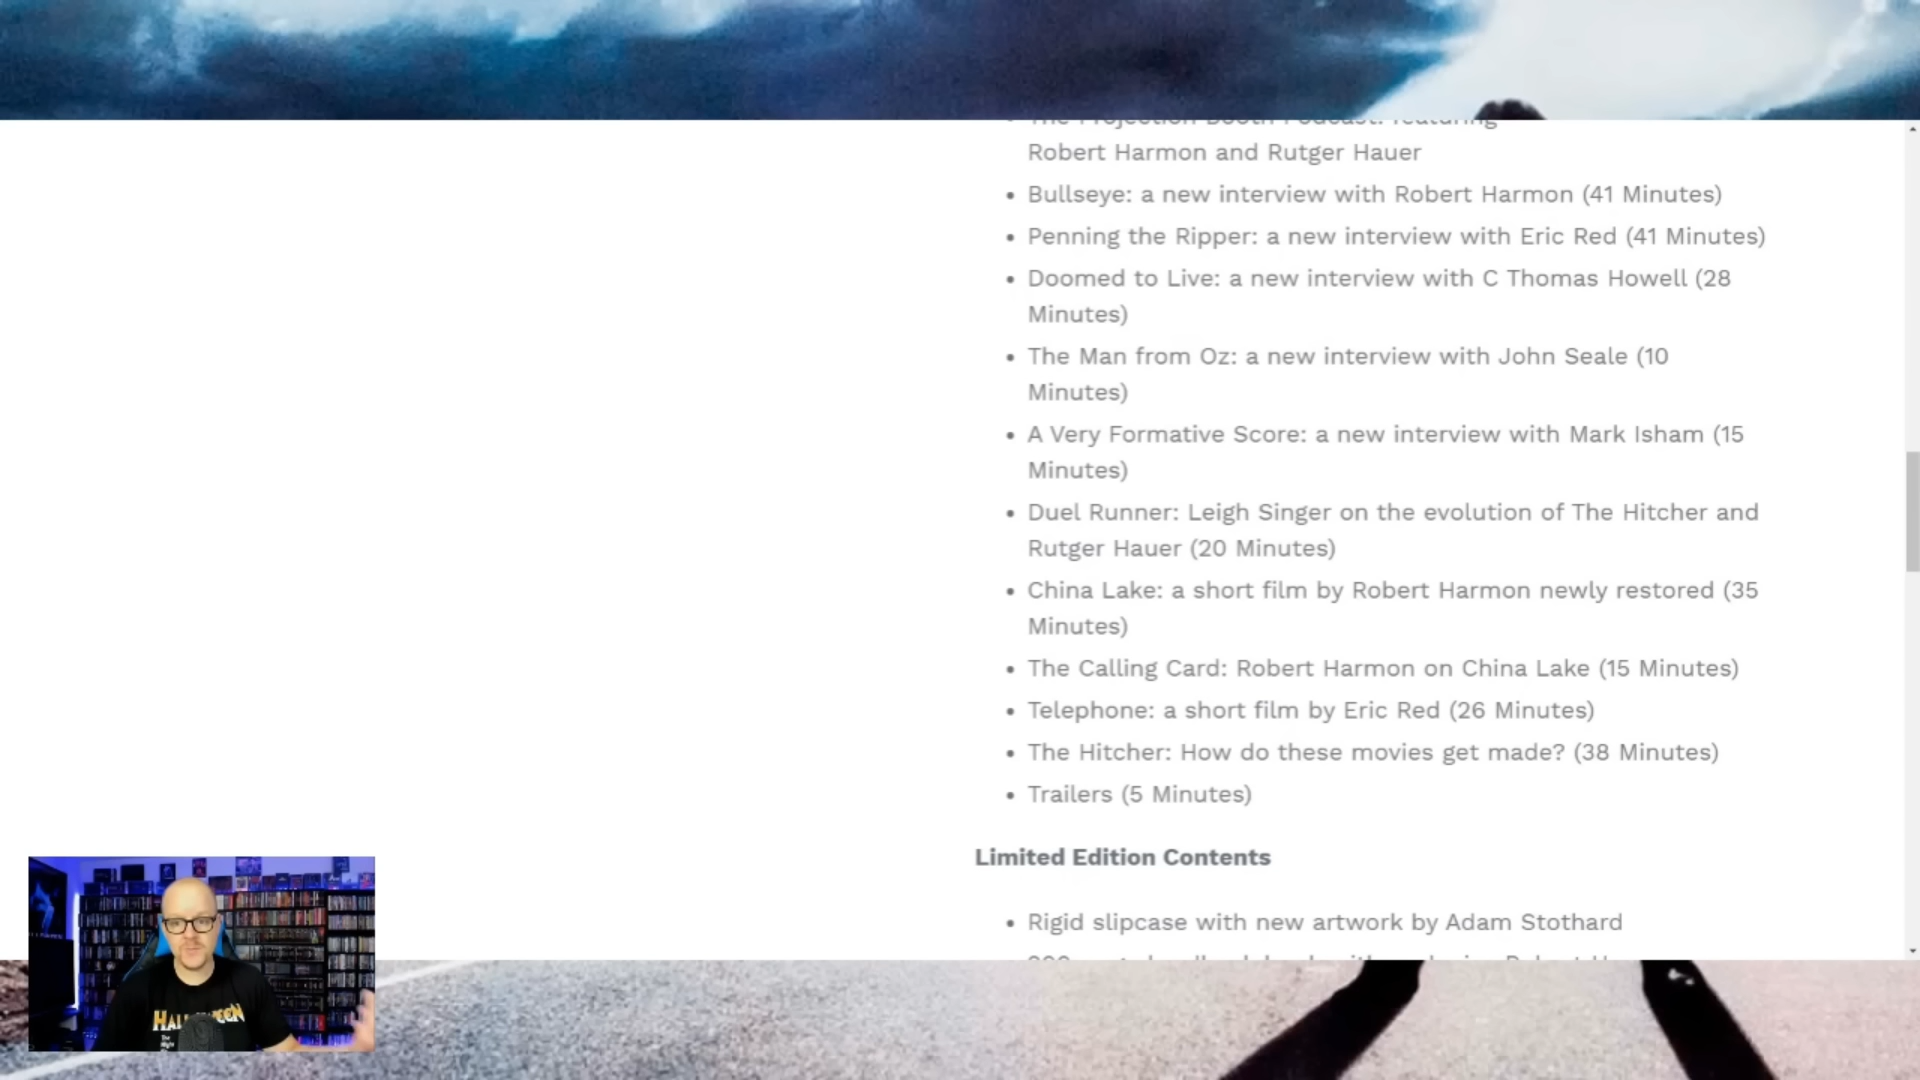 The Projection Booth Podcast: featuring
Robert Harmon and Rutger Hauer
• Bullseye: a new interview with Robert Harmon (41 Minutes)
• Penning the Ripper: a new interview with Eric Red (41 Minutes)
• Doomed to Live: a new interview with C Thomas Howell (28
Minutes)
• The Man from Oz: a new interview with John Seale (10
Minutes)
• A Very Formative Score: a new interview with Mark Isham (15
Minutes)
• Duel Runner: Leigh Singer on the evolution of The Hitcher and
Rutger Hauer (20 Minutes)
• China Lake: a short film by Robert Harmon newly restored (35
Minutes)
• The Calling Card: Robert Harmon on China Lake (15 Minutes)
• Telephone: a short film by Eric Red (26 Minutes)
• The Hitcher: How do these movies get made? (38 Minutes)
• Trailers (5 Minutes)
Limited Edition Contents
• Rigid slipcase with new artwork by Adam Stothard